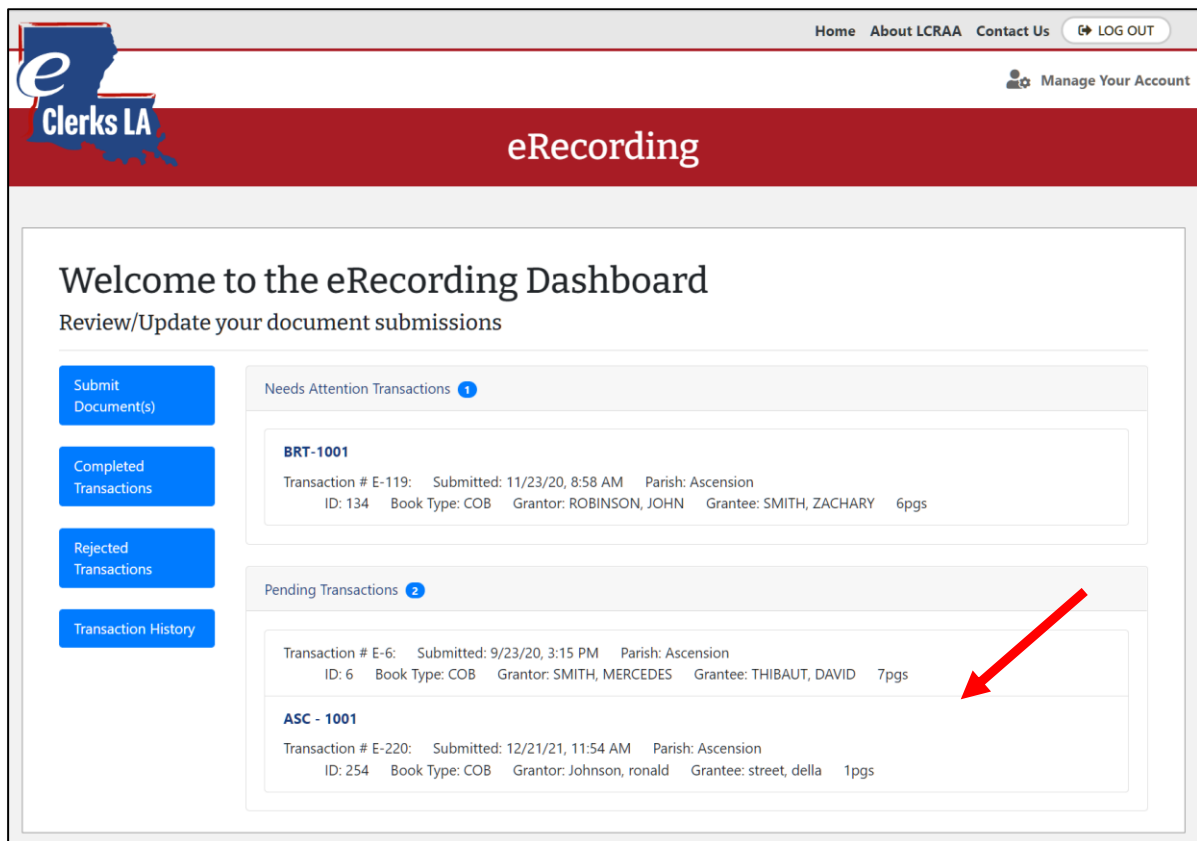 Home About LCRAA Contact Us LOG OUT
e
Clerks LA
Manage Your Account
eRecording
Welcome to the eRecording Dashboard
Review/Update your document submissions
Submit
Document(s)
Completed
Transactions
Rejected
Transactions
Transaction History
Needs Attention Transactions 1
BRT-1001
Transaction # E-119: Submitted: 11/23/20, 8:58 AM Parish: Ascension
ID: 134 Book Type: COB Grantor: ROBINSON, JOHN Grantee: SMITH, ZACHARY 6pgs
Pending Transactions 2
Transaction # E-6: Submitted: 9/23/20, 3:15 PM Parish: Ascension
ID: 6 Book Type: COB Grantor: SMITH, MERCEDES Grantee: THIBAUT, DAVID 7pgs
ASC - 1001
Transaction # E-220: Submitted: 12/21/21, 11:54 AM Parish: Ascension
ID: 254 Book Type: COB Grantor: Johnson, ronald Grantee: street, della 1pgs